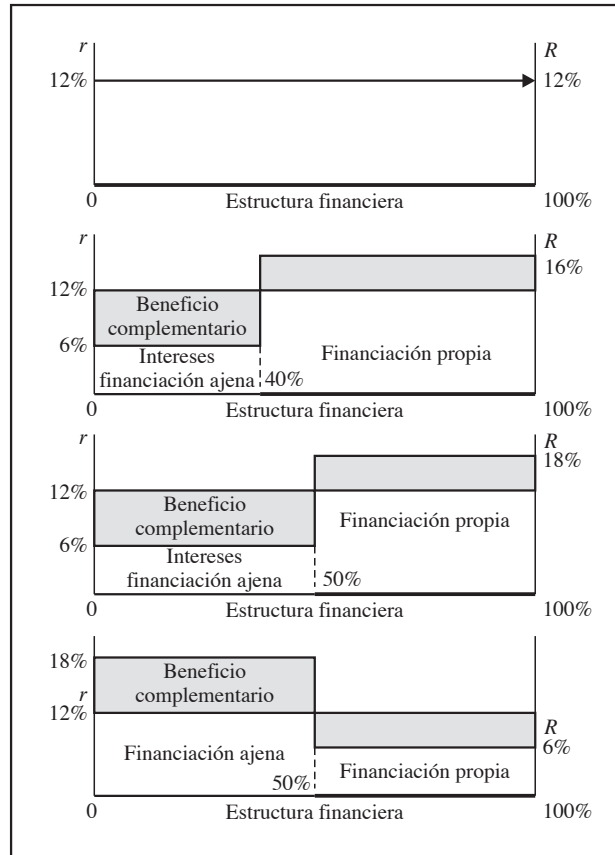 r
R
12%
12%
0
Estructura financiera
100%
r
R
16%
12%
Beneficio
complementario
6%
Intereses
financiación ajena
Financiación propia
40%
0
Estructura financiera
100%
r
R
18%
12%
Beneficio
complementario
Financiación propia
6%
Intereses
financiación ajena
50%
0
Estructura financiera
100%
18%
Beneficio
complementario
r
12%
R
6%
Financiación ajena
50%
Financiación propia
0
Estructura financiera
100%